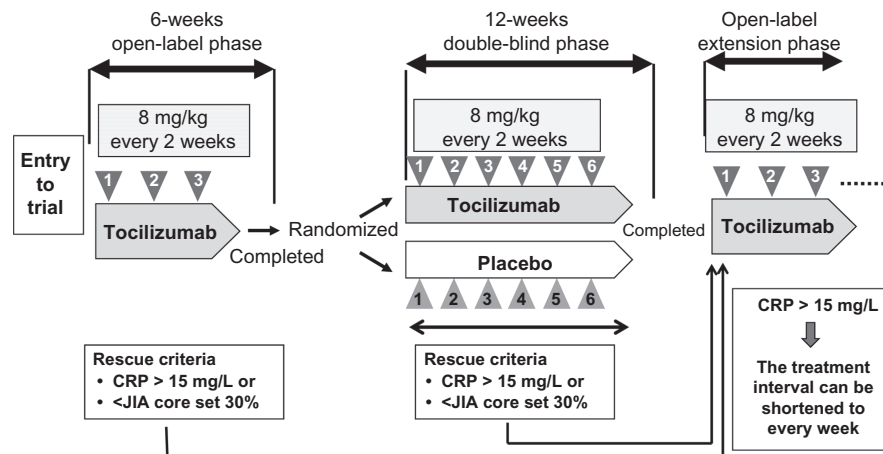 6-weeks
open-label phase
12-weeks
double-blind phase
Open-label
extension phase
8 mg/kg
every 2 weeks
8 mg/kg
every 2 weeks
8 mg/kg
every 2 weeks
Entry
to
trial
1 2 3
1 2 3 4 5 6
1 2 3
Tocilizumab
Completed
Randomized
Tocilizumab
Placebo
1 2 3 4 5 6
Completed
Tocilizumab
Rescue criteria
• CRP > 15 mg/L or
• <JIA core set 30%
Rescue criteria
• CRP > 15 mg/L or
• <JIA core set 30%
CRP > 15 mg/L
The treatment
interval can be
shortened to
every week